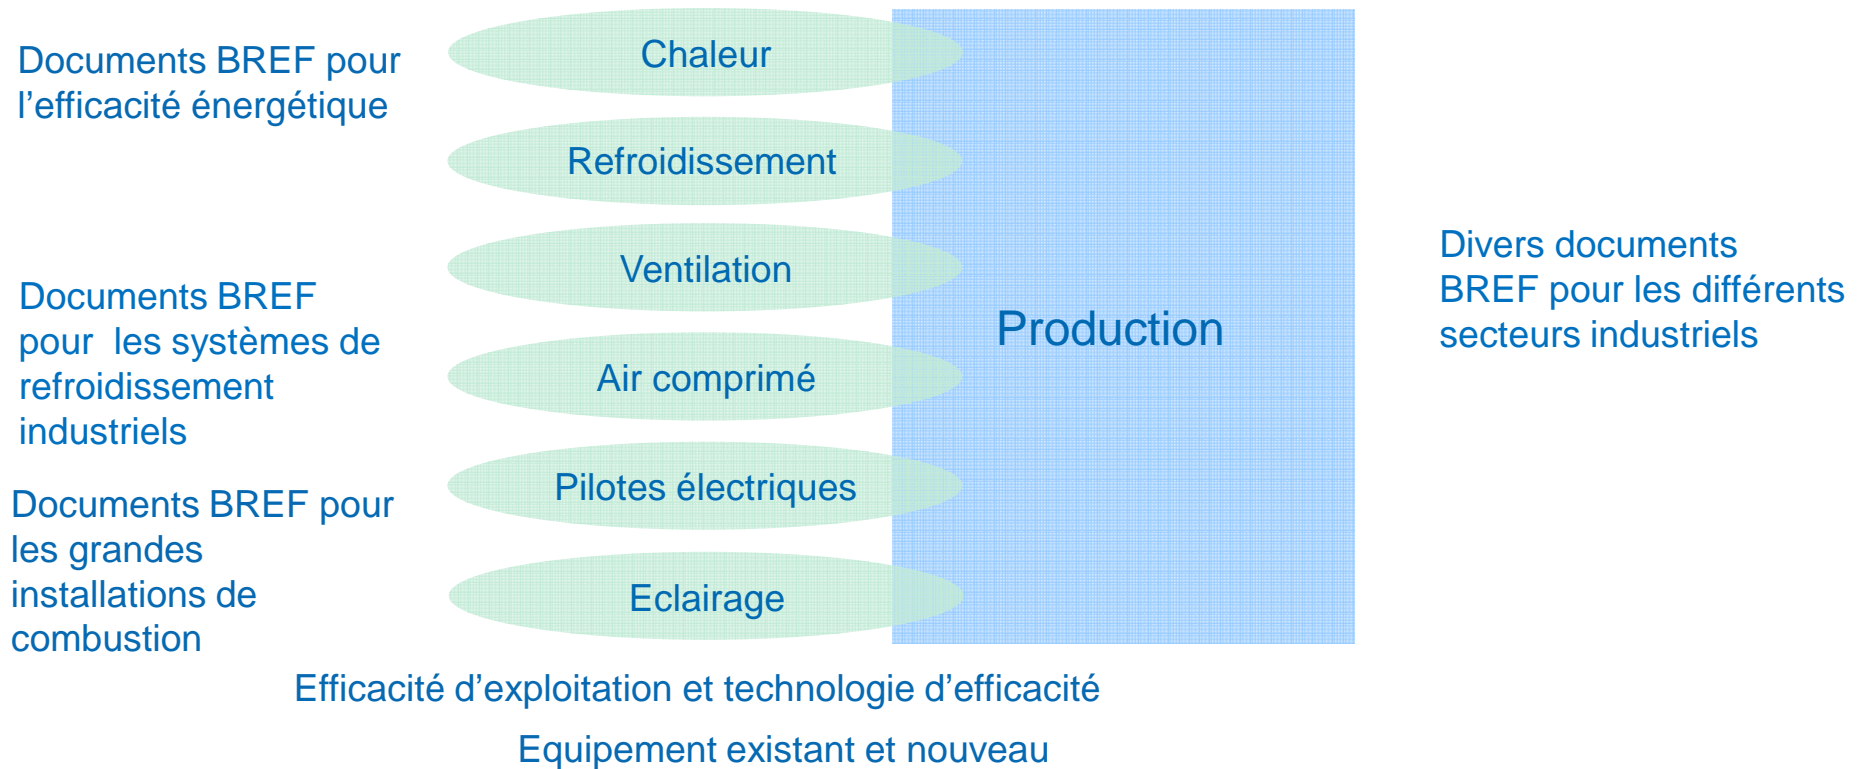 Documents BREF pour
l’efficacité énergétique
Documents BREF
pour  les systèmes de
refroidissement
industriels
Documents BREF pour
les grandes
installations de
combustion
Chaleur
Refroidissement
Ventilation
Air comprimé
Pilotes électriques
Eclairage
Production
Divers documents
BREF pour les différents
secteurs industriels
Efficacité d’exploitation et technologie d’efficacité
Equipement existant et nouveau